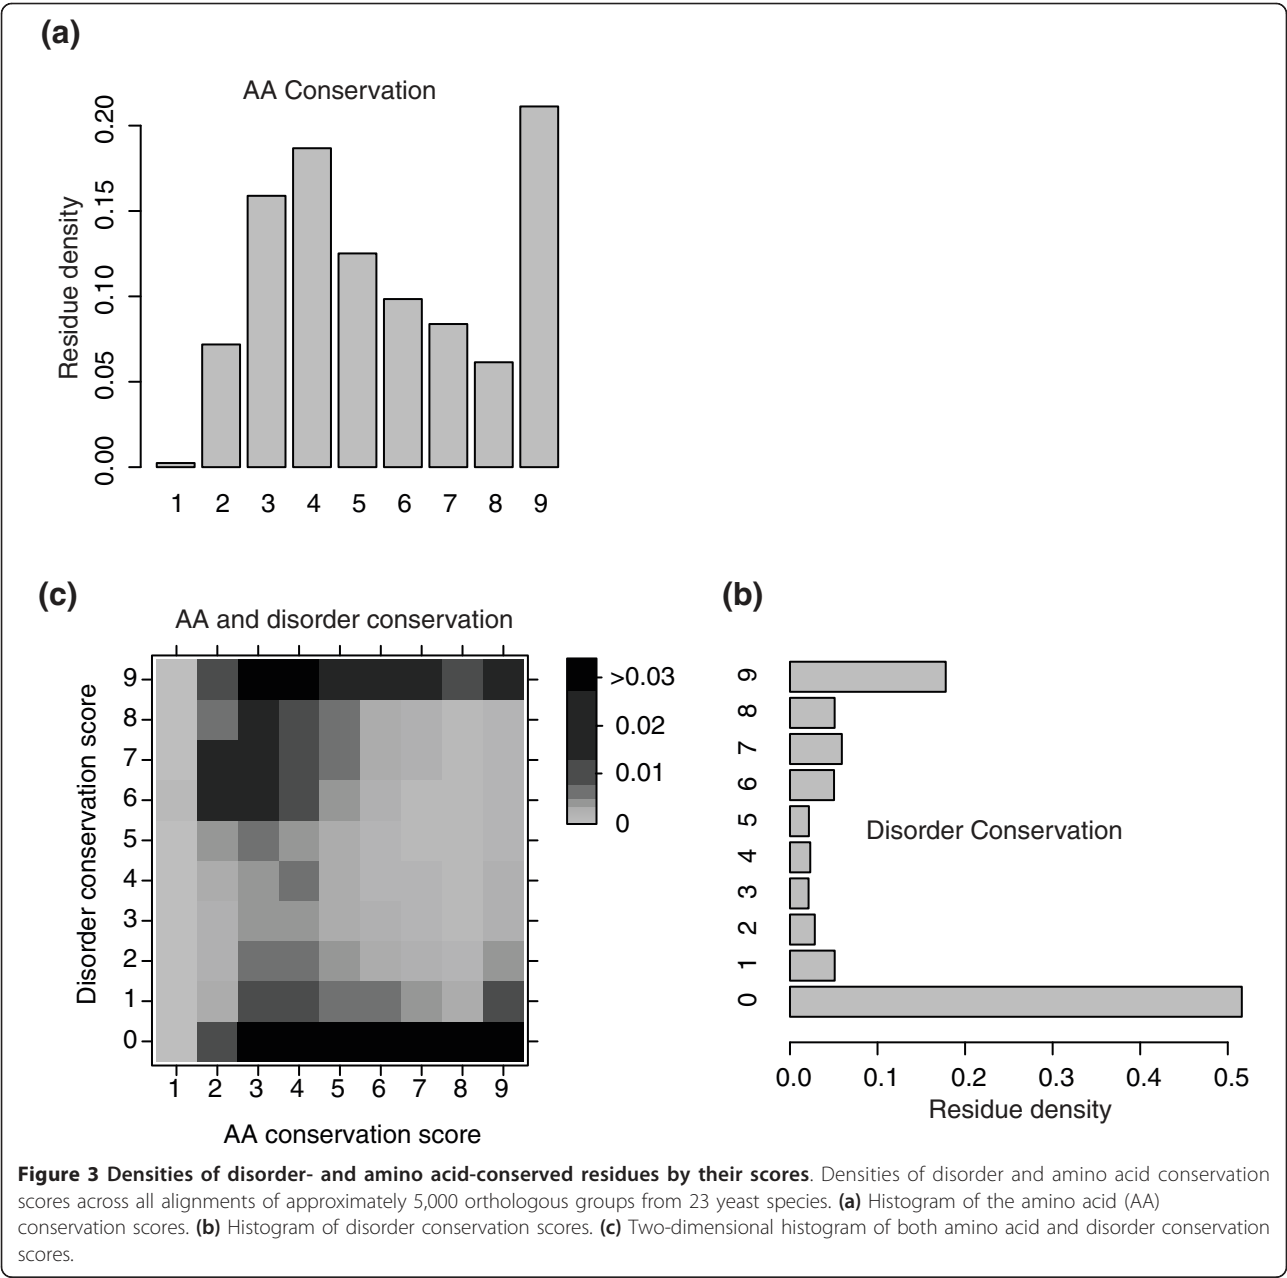 (a)
AA Conservation
Residue density
0.20
0.15
0.10
0.05
0.00
1 2 3 4 5 6 7 8 9
(c)
AA and disorder conservation
Disorder conservation score
9
8
7
6
5
4
3
2
1
0
1 2 3 4 5 6 7 8 9
AA conservation score
>0.03
0.02
0.01
0
(b)
9
8
7
6
5
4
3
2
1
0
Disorder Conservation
0.0 0.1 0.2 0.3 0.4 0.5
Residue density
Figure 3 Densities of disorder- and amino acid-conserved residues by their scores. Densities of disorder and amino acid conservation
scores across all alignments of approximately 5,000 orthologous groups from 23 yeast species. (a) Histogram of the amino acid (AA)
conservation scores. (b) Histogram of disorder conservation scores. (c) Two-dimensional histogram of both amino acid and disorder conservation
scores.